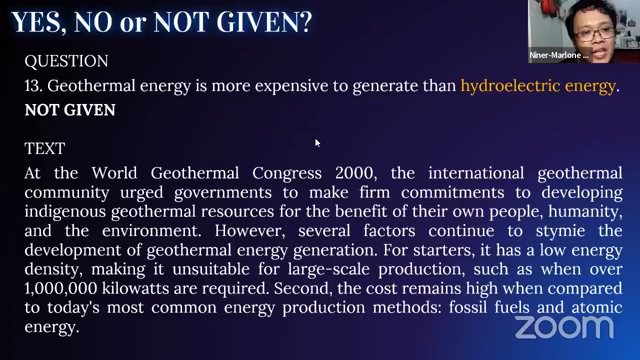 YES, NO or NOT GIVEN?
Niner-Marlone ...
QUESTION
13. Geothermal energy is more expensive to generate than hydroelectric energy.
NOT GIVEN
TEXT
At the World Geothermal Congress 2000, the international geothermal
community urged governments to make firm commitments to developing
indigenous geothermal resources for the benefit of their own people, humanity,
and the environment. However, several factors continue to stymie the
development of geothermal energy generation. For starters, it has a low energy
density, making it unsuitable for large-scale production, such as when over
1,000,000 kilowatts are required. Second, the cost remains high when compared
to today's most common energy production methods: fossil fuels and atomic
energy.
zoom